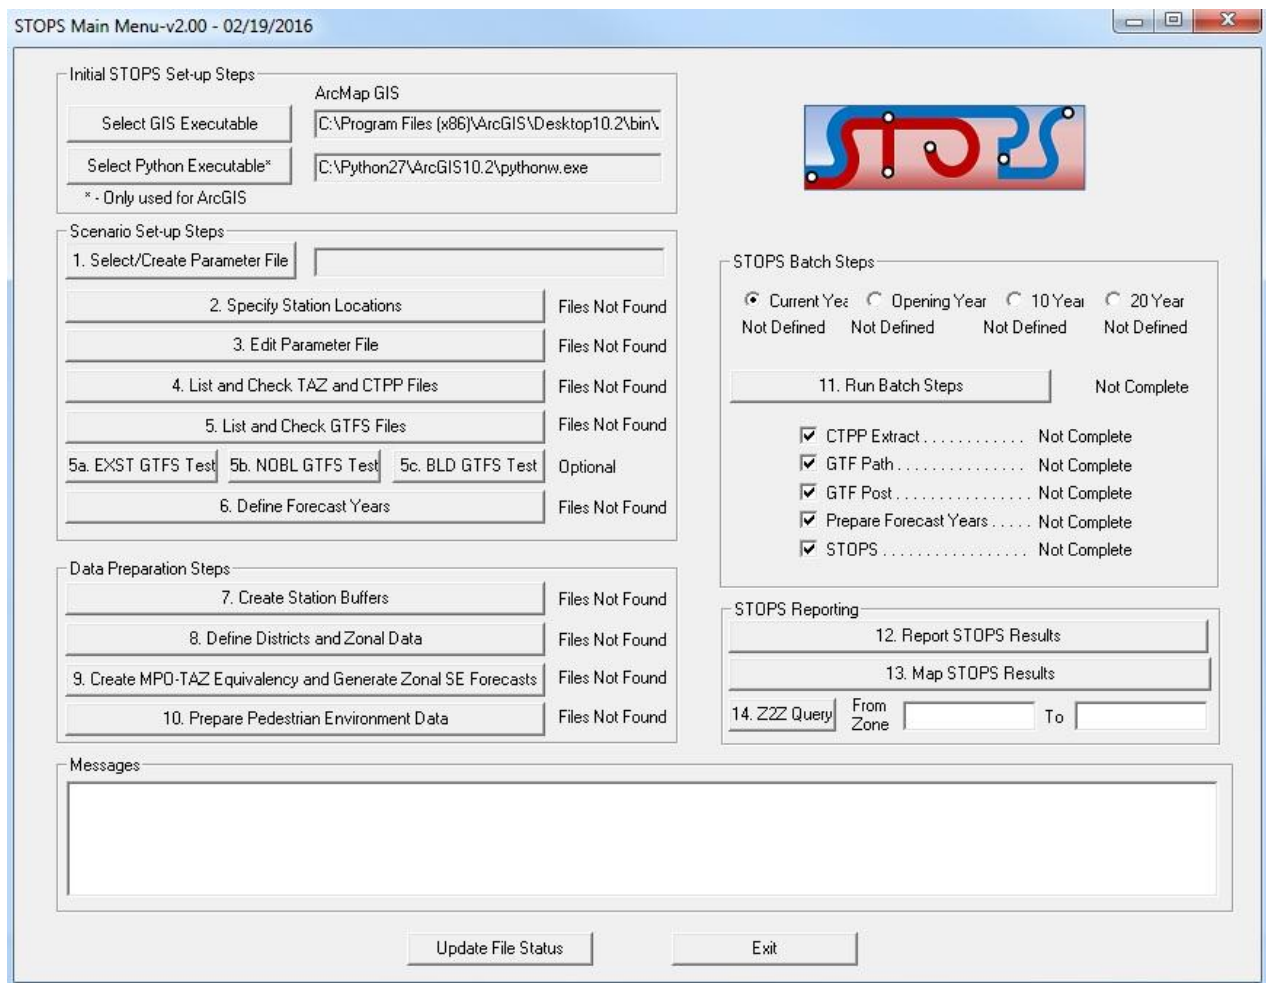 STOPS Main Menu-v2.00 - 02/19/2016
Initial STOPS Set-up Steps
ArcMap GIS
Select GIS Executable C:\Program Files (x86)\ArcGIS\Desktop10.2\bin\.
Select Python Executable* C:\Python27\ArcGIS10.2\pythonw.exe
* - Only used for ArcGIS
STOPS
Scenario Set-up Steps
1. Select/Create Parameter File
2. Specify Station Locations Files Not Found
3. Edit Parameter File Files Not Found
4. List and Check TAZ and CTPP Files Files Not Found
5. List and Check GTFS Files Files Not Found
5a. EXST GTFS Test 5b. NOBL GTFS Test 5c. BLD GTFS Test Optional
6. Define Forecast Years Files Not Found
Data Preparation Steps
7. Create Station Buffers Files Not Found
8. Define Districts and Zonal Data Files Not Found
9. Create MPO-TAZ Equivalency and Generate Zonal SE Forecasts Files Not Found
10. Prepare Pedestrian Environment Data Files Not Found
STOPS Batch Steps
Current Yea Opening Year 10 Year 20 Year
Not Defined Not Defined Not Defined Not Defined
11. Run Batch Steps Not Complete
CTPP Extract . . . . . . . . . . . . Not Complete
GTF Path . . . . . . . . . . . . . . . Not Complete
GTF Post . . . . . . . . . . . . . . . . Not Complete
Prepare Forecast Years . . . . . Not Complete
STOPS . . . . . . . . . . . . . . . . . Not Complete
STOPS Reporting
12. Report STOPS Results
13. Map STOPS Results
14. Z2Z Query From Zone To
Messages
Update File Status Exit